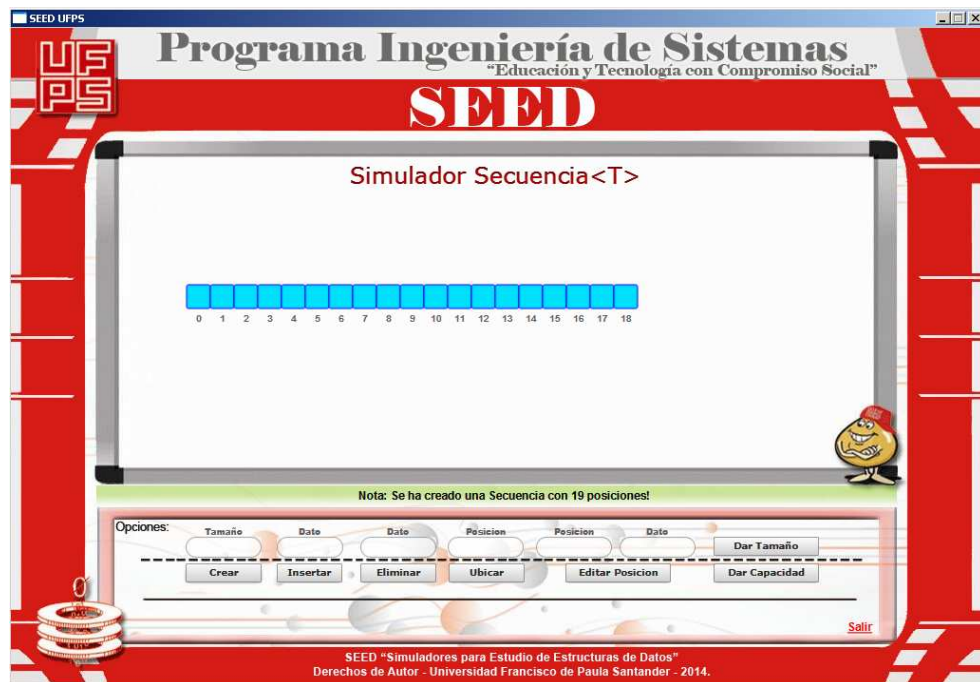 SEED UFPS
UF
PS
Programa Ingeniería de Sistemas
“Educación y Tecnología con Compromiso Social”
SEED
Simulador Secuencia<T>
0 1 2 3 4 5 6 7 8 9 10 11 12 13 14 15 16 17 18
Nota: Se ha creado una Secuencia con 19 posiciones!
Opciones:
Tamaño Dato Dato Posicion Posicion Dato
Dar Tamaño
Crear Insertar Eliminar Ubicar Editar Posicion Dar Capacidad
Salir
SEED “Simuladores para Estudio de Estructuras de Datos”
Derechos de Autor - Universidad Francisco de Paula Santander - 2014.